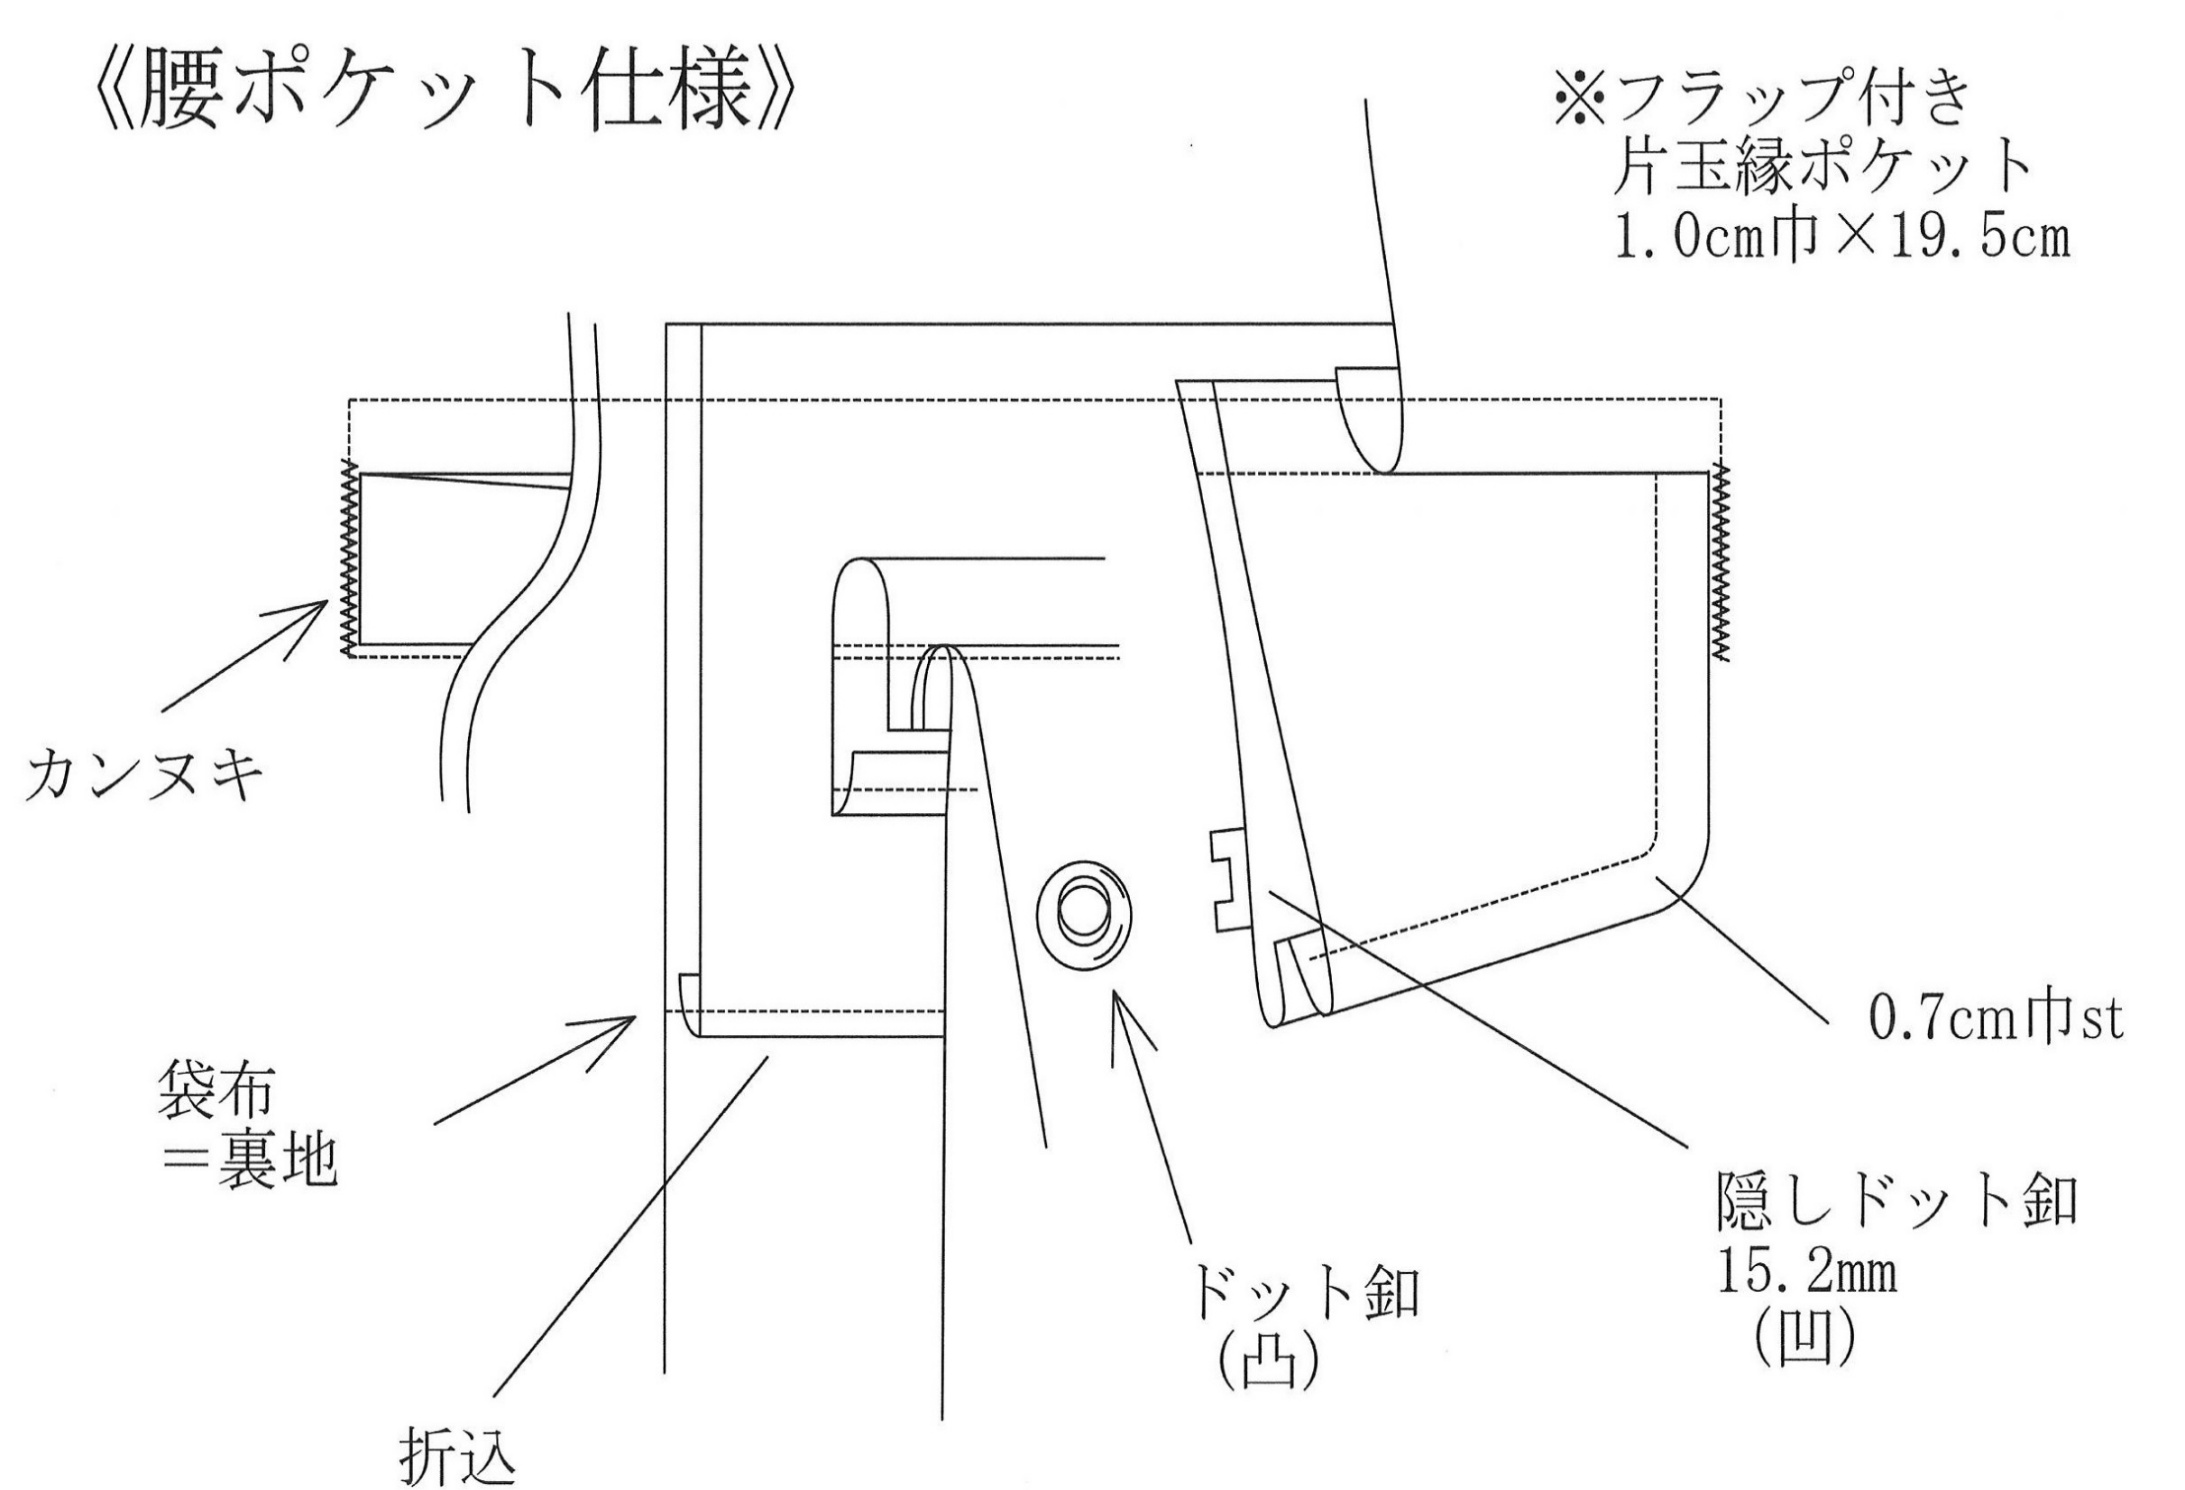 《腰ポケット仕様》
※フラップ付き
片玉縁ポケット
1.0cm巾×19.5cm
カンヌキ
袋布
＝裏地
折込
ドット釦
(凸)
隠しドット釦
15.2mm
(凹)
0.7cm巾st